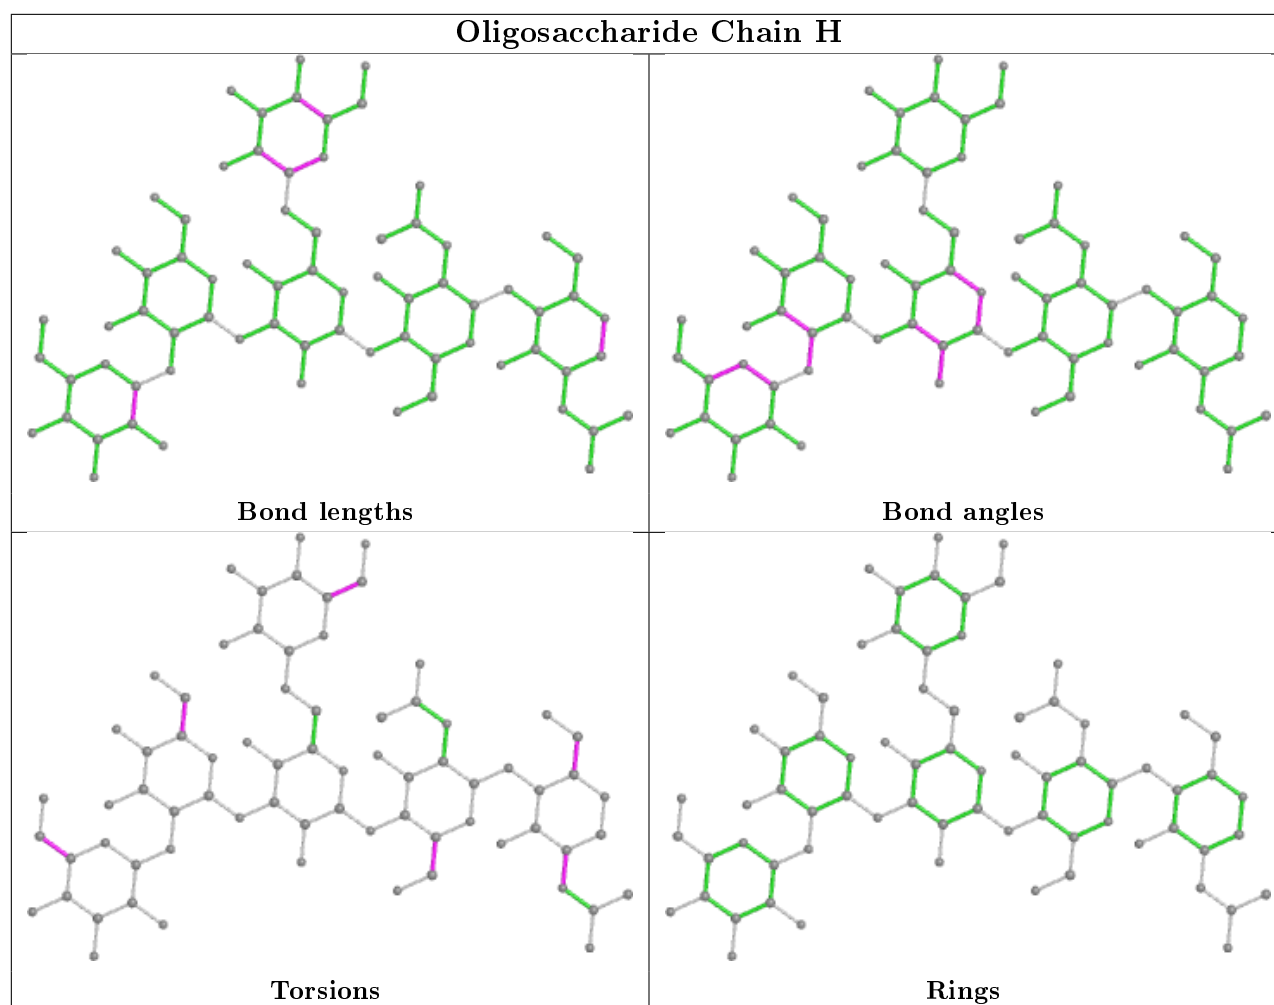 Oligosaccharide Chain H
Bond lengths
Bond angles
Torsions
Rings